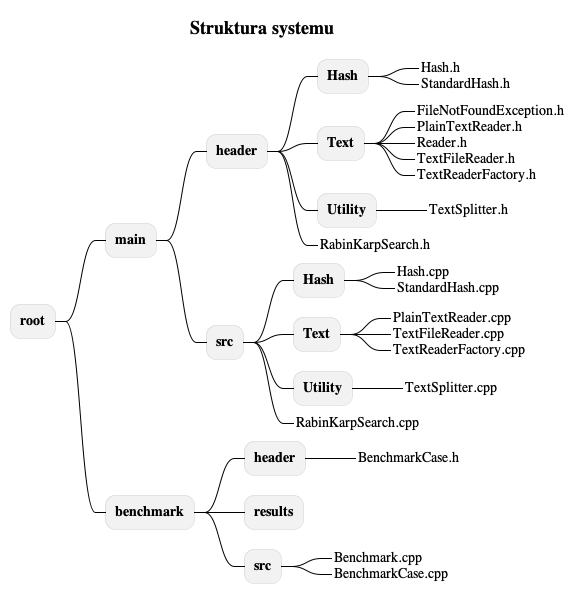 Struktura systemu
root
main
header
Hash
Hash.h
StandardHash.h
Text
FileNotFoundException.h
PlainTextReader.h
Reader.h
TextFileReader.h
TextReaderFactory.h
Utility
TextSplitter.h
RabinKarpSearch.h
src
Hash
Hash.cpp
StandardHash.cpp
Text
PlainTextReader.cpp
TextFileReader.cpp
TextReaderFactory.cpp
Utility
TextSplitter.cpp
RabinKarpSearch.cpp
benchmark
header
BenchmarkCase.h
results
src
Benchmark.cpp
BenchmarkCase.cpp